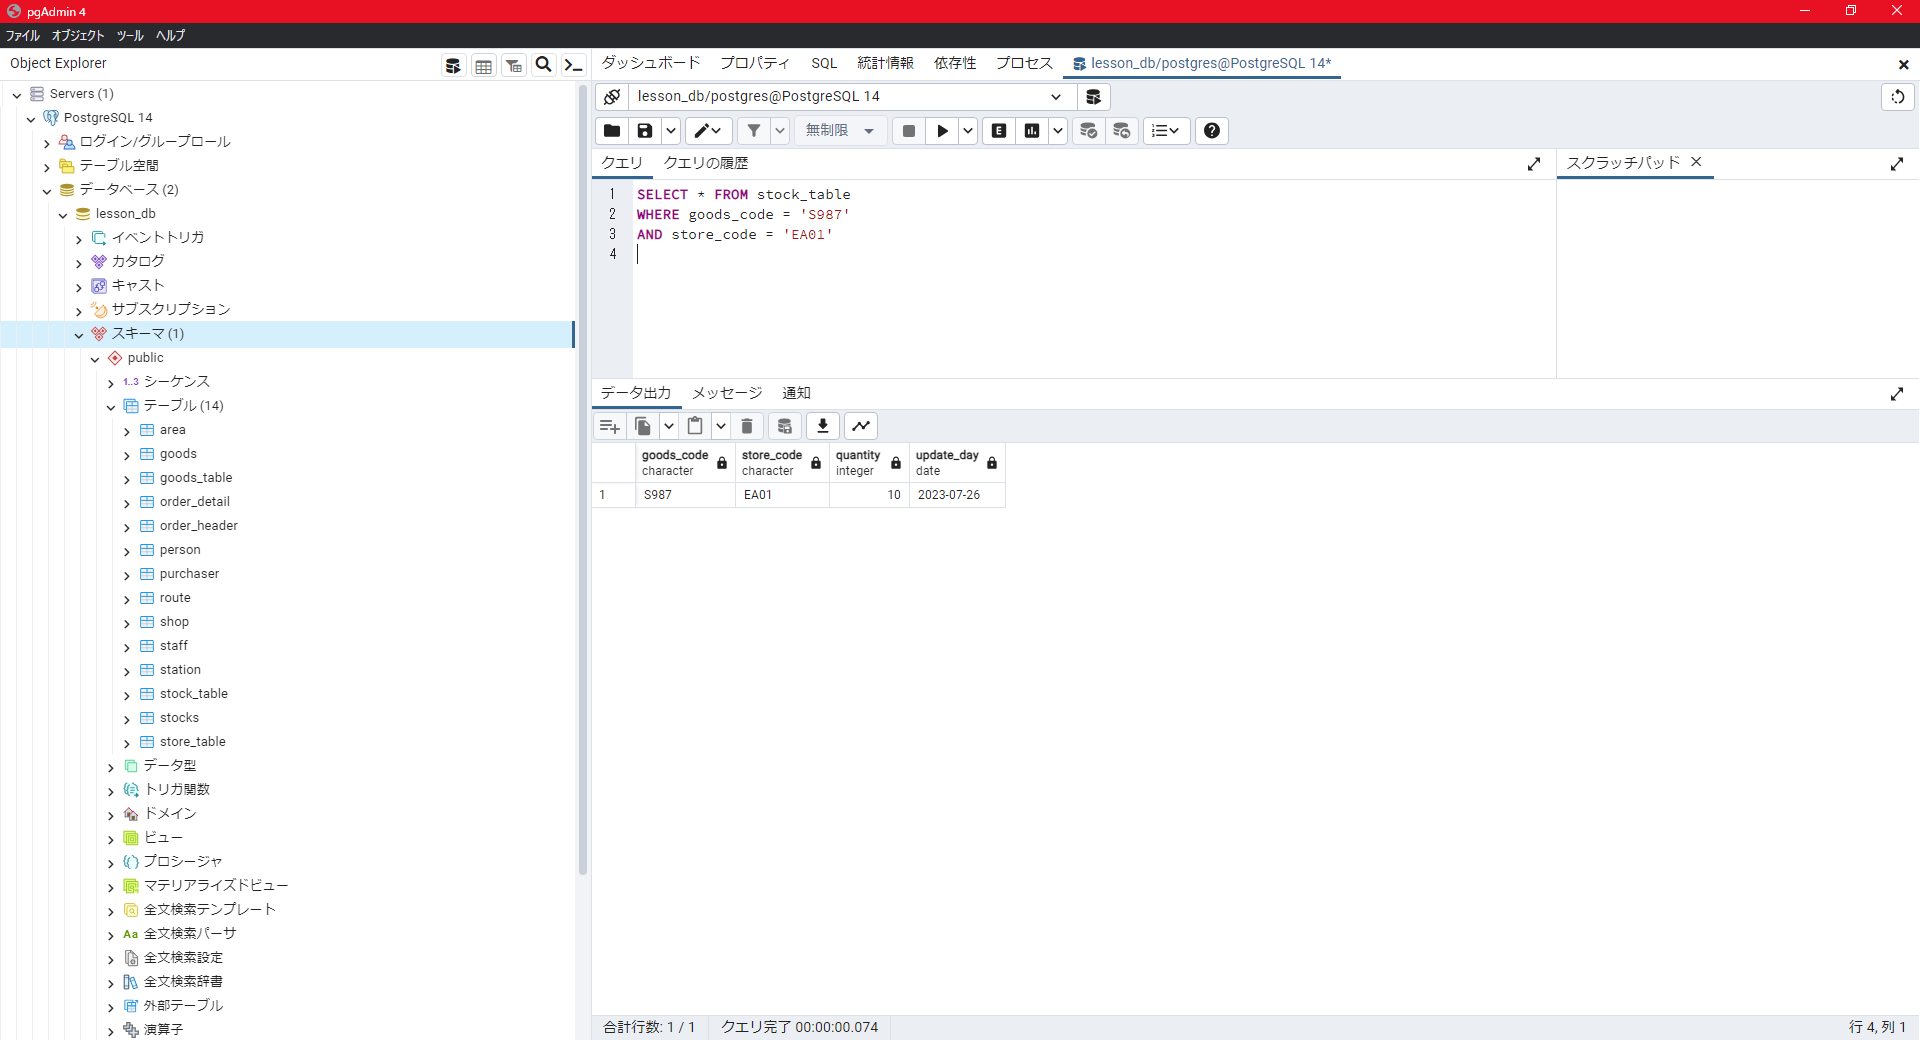 pgAdmin 4
ファイル オブジェクト ツール ヘルプ
Object Explorer
Servers (1)
PostgreSQL 14
ログイン/グループロール
テーブル空間
データベース (2)
lesson_db
イベントトリガ
カタログ
キャスト
サブスクリプション
スキーマ (1)
public
1..3 シーケンス
テーブル (14)
area
goods
goods_table
order_detail
order_header
person
purchaser
route
shop
staff
station
stock_table
stocks
store_table
データ型
トリガ関数
ドメイン
ビュー
プロシージャ
マテリアライズドビュー
全文検索テンプレート
Aa 全文検索パーサ
全文検索設定
全文検索辞書
外部テーブル
演算子
ダッシュボード プロパティ SQL 統計情報 依存性 プロセス lesson_db/postgres@PostgreSQL 14*
lesson_db/postgres@PostgreSQL 14
無制限 E
クエリ クエリの履歴
スクラッチパッド
1 SELECT * FROM stock_table
2 WHERE goods_code = 'S987'
3 AND store_code = 'EA01'
4
データ出力 メッセージ 通知
goods_code store_code quantity update_day
character character integer date
1 S987 EA01 10 2023-07-26
合計行数: 1 / 1 クエリ完了 00:00:00.074 行 4, 列 1